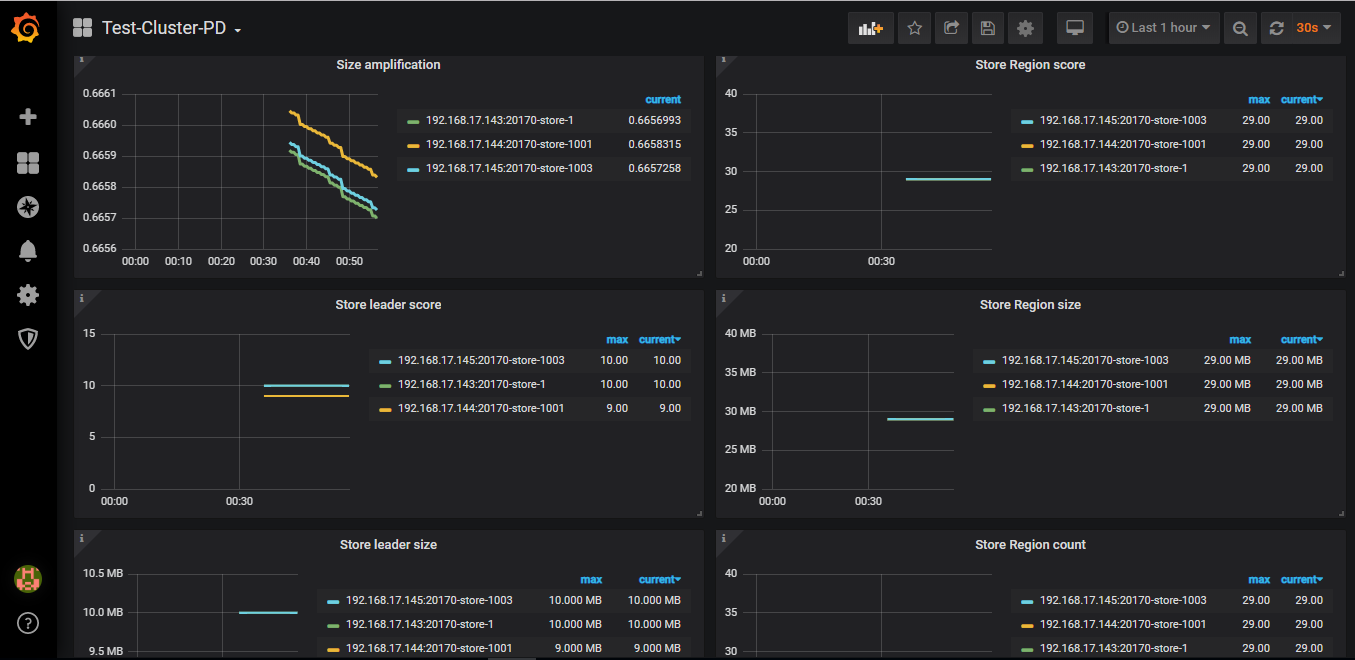 Test-Cluster-PD
Last 1 hour
30s
Size amplification
0.6661
0.6660
0.6659
0.6658
0.6657
0.6656
00:00 00:10 00:20 00:30 00:40 00:50
current
192.168.17.143:20170-store-1 0.6656993
192.168.17.144:20170-store-1001 0.6658315
192.168.17.145:20170-store-1003 0.6657258
Store Region score
40
35
30
25
20
00:00 00:30
max current
192.168.17.145:20170-store-1003 29.00 29.00
192.168.17.144:20170-store-1001 29.00 29.00
192.168.17.143:20170-store-1 29.00 29.00
Store leader score
15
10
5
0
00:00 00:30
max current
192.168.17.145:20170-store-1003 10.00 10.00
192.168.17.143:20170-store-1 10.00 10.00
192.168.17.144:20170-store-1001 9.00 9.00
Store Region size
40 MB
35 MB
30 MB
25 MB
20 MB
00:00 00:30
max current
192.168.17.145:20170-store-1003 29.00 MB 29.00 MB
192.168.17.144:20170-store-1001 29.00 MB 29.00 MB
192.168.17.143:20170-store-1 29.00 MB 29.00 MB
Store leader size
10.5 MB
10.0 MB
9.5 MB
max current
192.168.17.145:20170-store-1003 10.000 MB 10.000 MB
192.168.17.143:20170-store-1 10.000 MB 10.000 MB
192.168.17.144:20170-store-1001 9.000 MB 9.000 MB
Store Region count
40
35
30
max current
192.168.17.145:20170-store-1003 29.00 29.00
192.168.17.144:20170-store-1001 29.00 29.00
192.168.17.143:20170-store-1 29.00 29.00